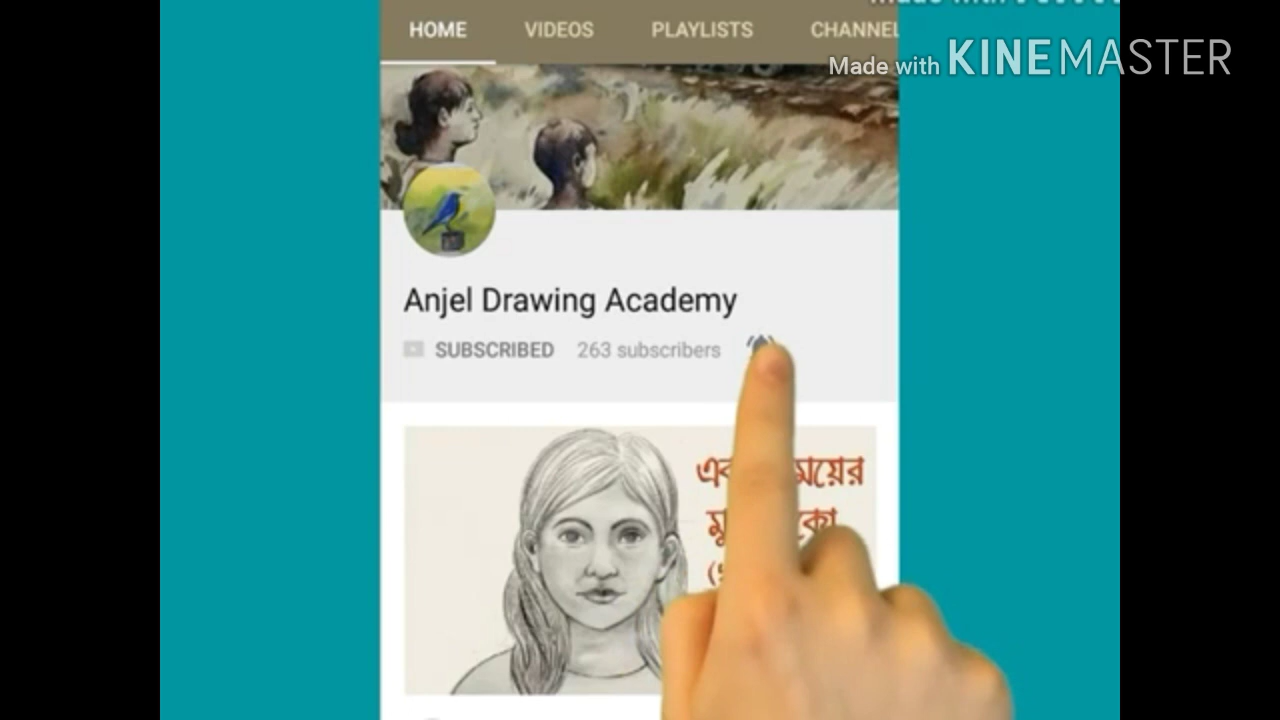 HOME VIDEOS PLAYLISTS CHANNEL
Made with KINEMASTER
Anjel Drawing Academy
SUBSCRIBED 263 subscribers